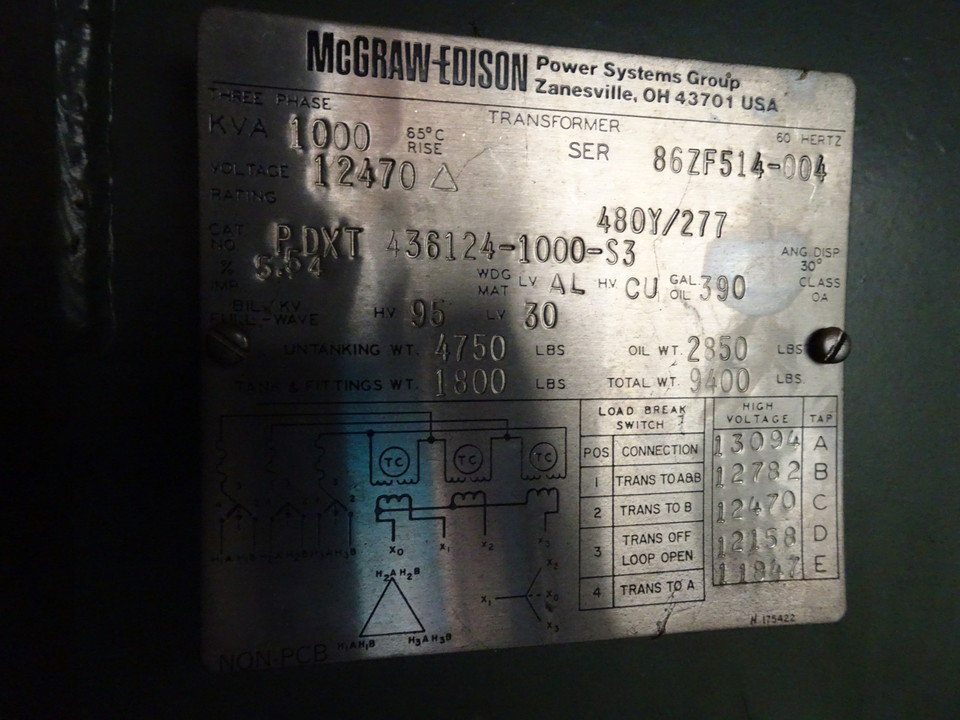 McGRAW-EDISON Power Systems Group
Zanesville, OH 43701 USA
THREE PHASE TRANSFORMER 60 HERTZ
KVA 1000 65°C RISE SER 86ZF514-004
VOLTAGE RATING 12470 △ 480Y/277
CAT NO. PDXT 436124-1000-S3 ANG. DISP 30°
% IMP. 5.54 WDG MAT LV AL HV CU GAL. OIL 390 CLASS OA
BIL/KV FULL-WAVE HV 95 LV 30
UNTANKING WT. 4750 LBS OIL WT. 2850 LBS
TANK & FITTINGS WT. 1800 LBS TOTAL WT. 9400 LBS
LOAD BREAK SWITCH
POS CONNECTION
1 TRANS TO A&B
2 TRANS TO B
3 TRANS OFF LOOP OPEN
4 TRANS TO A
HIGH VOLTAGE TAP
13094 A
12782 B
12470 C
12158 D
11847 E
TC TC TC
X₀ X₁ X₂ X₃
H₂A H₂B
H₁A H₁B H₃A H₃B
X₂
X₁ X₀
X₃
NON-PCB
N 175422